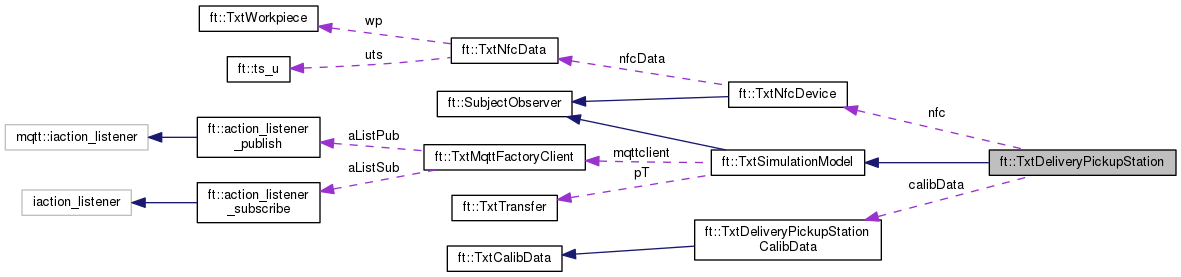 ft::TxtWorkpiece
wp
ft::TxtNfcData
uts
ft::ts_u
nfcData
ft::TxtNfcDevice
ft::SubjectObserver
nfc
ft::action_listener
_publish
mqtt::iaction_listener
aListPub
ft::TxtMqttFactoryClient
mqttclient
ft::TxtSimulationModel
ft::TxtDeliveryPickupStation
aListSub
pT
calibData
ft::action_listener
_subscribe
iaction_listener
ft::TxtTransfer
ft::TxtDeliveryPickupStation
CalibData
ft::TxtCalibData